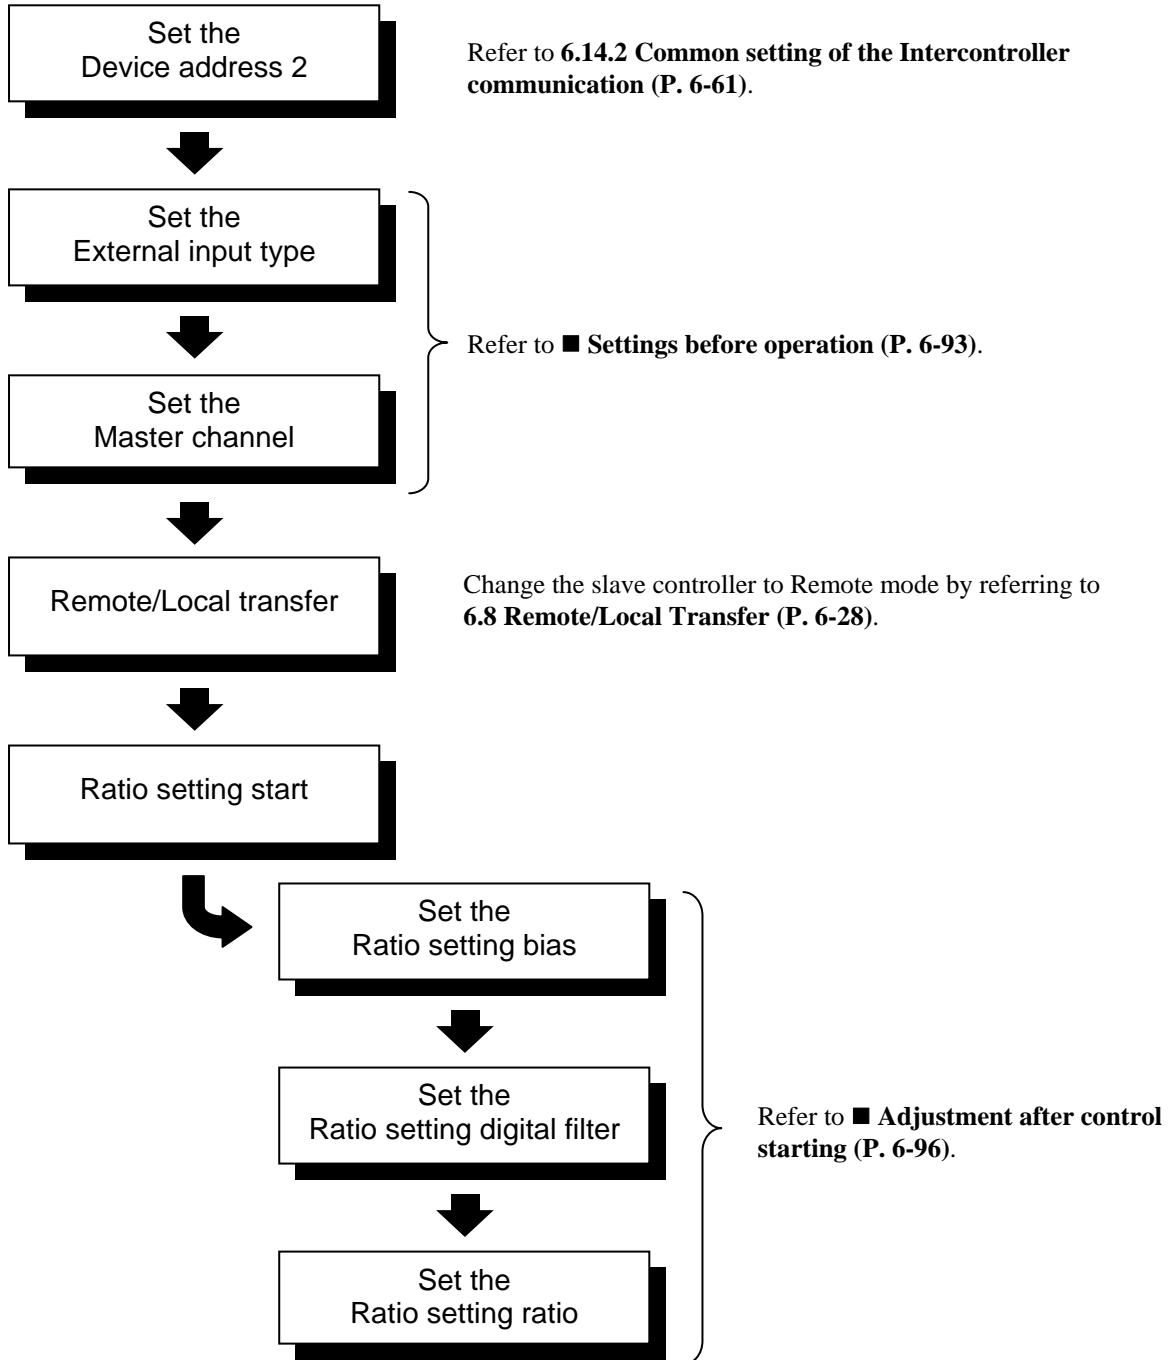 Set the
Device address 2
Refer to 6.14.2 Common setting of the Intercontroller
communication (P. 6-61).
Set the
External input type
Refer to ■ Settings before operation (P. 6-93).
Set the
Master channel
Remote/Local transfer
Change the slave controller to Remote mode by referring to
6.8 Remote/Local Transfer (P. 6-28).
Ratio setting start
Set the
Ratio setting bias
Set the
Ratio setting digital filter
Refer to ■ Adjustment after control
starting (P. 6-96).
Set the
Ratio setting ratio